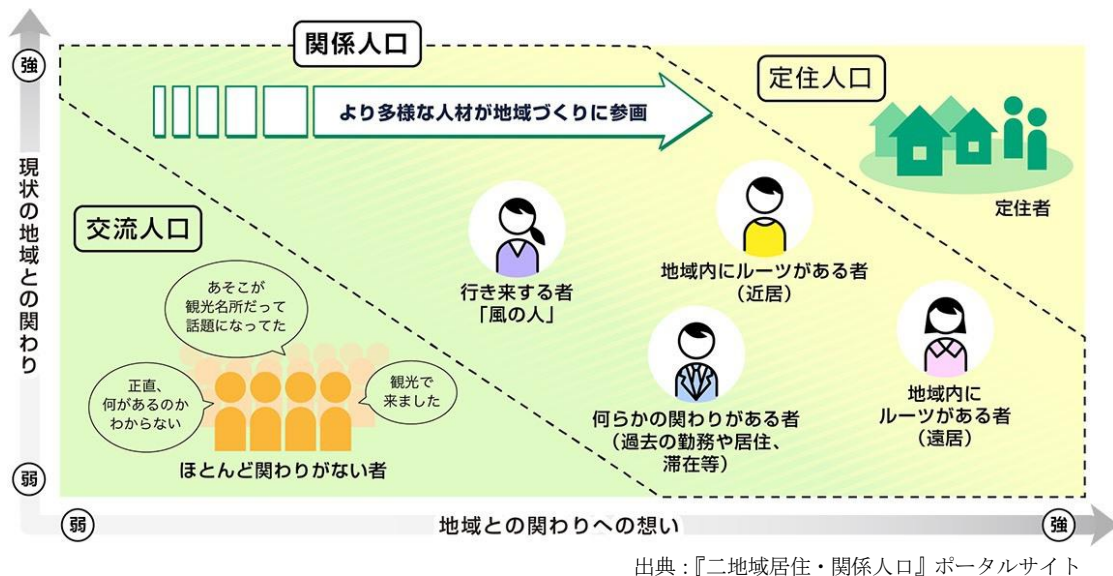 関係人口
強
より多様な人材が地域づくりに参画
定住人口
定住者
現状の地域との関わり
交流人口
あそこが
観光名所だって
話題になってた
正直、
何があるのか
わからない
観光で
来ました
ほとんど関わりがない者
行き来する者
「風の人」
地域内にルーツがある者
（近居）
何らかの関わりがある者
（過去の勤務や居住、
滞在等）
地域内に
ルーツがある者
（遠居）
弱
弱
地域との関わりへの想い
強
出典：『二地域居住・関係人口』ポータルサイト